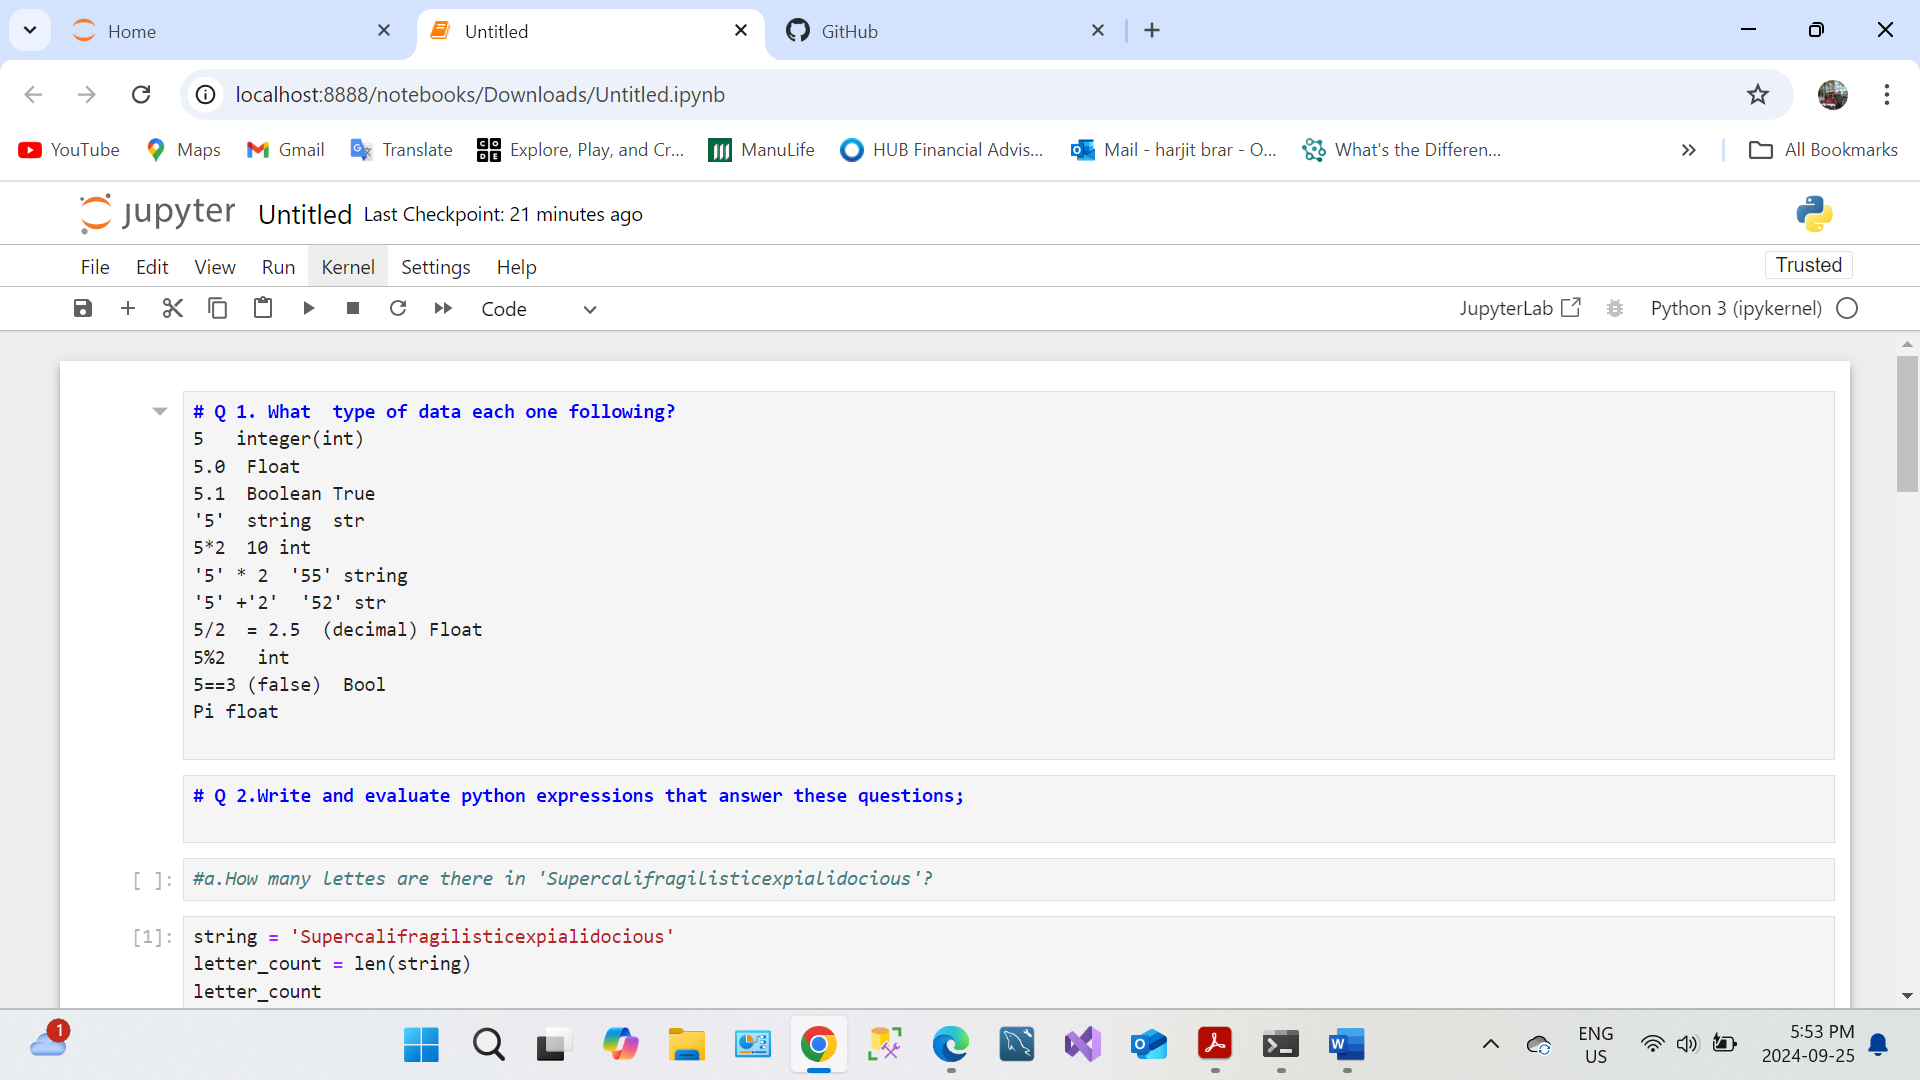 Home
Untitled
GitHub
localhost:8888/notebooks/Downloads/Untitled.ipynb
YouTube
Maps
Gmail
Translate
CODE
Explore, Play, and Cr...
ManuLife
HUB Financial Advis...
Mail - harjit brar - O...
What's the Differen...
All Bookmarks
jupyter
Untitled
Last Checkpoint: 21 minutes ago
File
Edit
View
Run
Kernel
Settings
Help
Trusted
Code
JupyterLab
Python 3 (ipykernel)
# Q 1. What  type of data each one following?
5   integer(int)
5.0  Float
5.1  Boolean True
'5'  string  str
5*2  10 int
'5' * 2  '55' string
'5' +'2'  '52' str
5/2  = 2.5  (decimal) Float
5%2   int
5==3 (false)  Bool
Pi float
# Q 2.Write and evaluate python expressions that answer these questions;
[ ]: #a.How many lettes are there in 'Supercalifragilisticexpialidocious'?
[1]: string = 'Supercalifragilisticexpialidocious'
letter_count = len(string)
letter_count
1
ENG
US
5:53 PM
2024-09-25